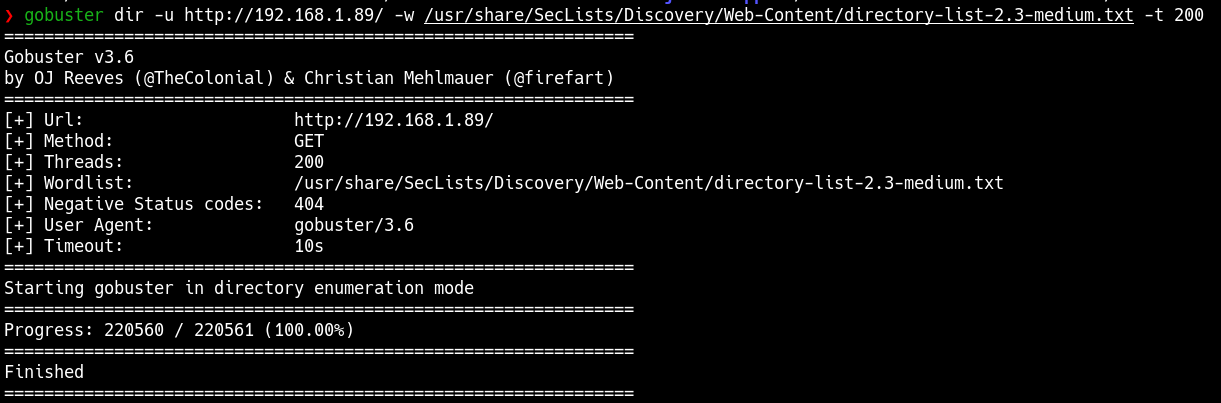 ❯ gobuster dir -u http://192.168.1.89/ -w /usr/share/SecLists/Discovery/Web-Content/directory-list-2.3-medium.txt -t 200
===============================================================
Gobuster v3.6
by OJ Reeves (@TheColonial) & Christian Mehlmauer (@firefart)
===============================================================
[+] Url:                     http://192.168.1.89/
[+] Method:                  GET
[+] Threads:                 200
[+] Wordlist:                /usr/share/SecLists/Discovery/Web-Content/directory-list-2.3-medium.txt
[+] Negative Status codes:   404
[+] User Agent:              gobuster/3.6
[+] Timeout:                 10s
===============================================================
Starting gobuster in directory enumeration mode
===============================================================
Progress: 220560 / 220561 (100.00%)
===============================================================
Finished
===============================================================